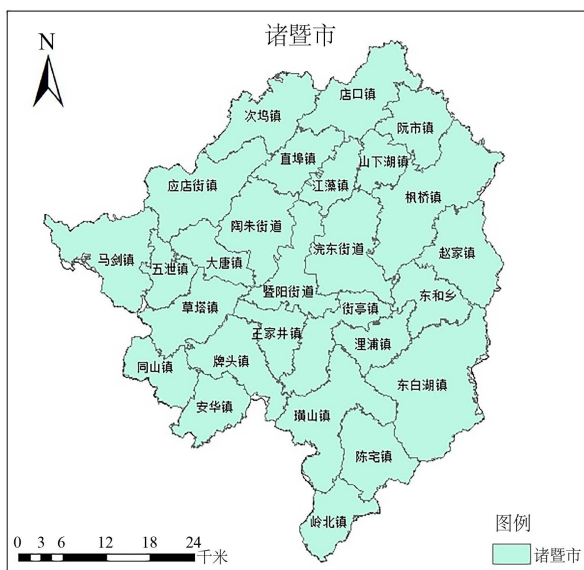 诸暨市
N
店口镇
次坞镇
阮市镇
直埠镇
山下湖镇
江藻镇
应店街镇
枫桥镇
陶朱街道
浣东街道
赵家镇
马剑镇
五泄镇
大唐镇
暨阳街道
东和乡
草塔镇
街亭镇
王家井镇
浬浦镇
同山镇
牌头镇
东白湖镇
安华镇
璜山镇
陈宅镇
岭北镇
图例
诸暨市
0 3 6 12 18 24
千米